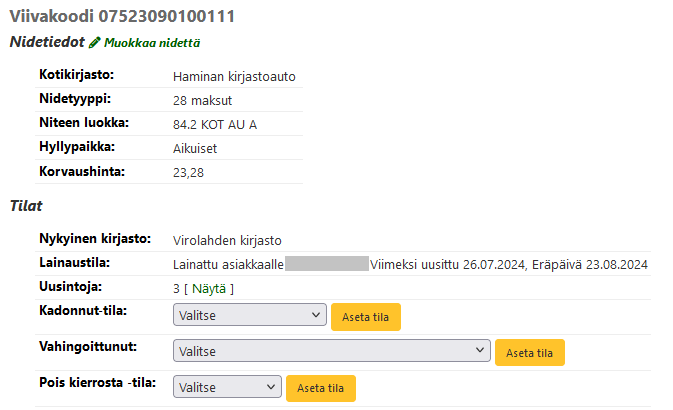 Viivakoodi 07523090100111
Nidetiedot Muokkaa nidettä
Kotikirjasto: Haminan kirjastoauto
Nidetyyppi: 28 maksut
Niteen luokka: 84.2 KOT AU A
Hyllypaikka: Aikuiset
Korvaushinta: 23,28
Tilat
Nykyinen kirjasto: Virolahden kirjasto
Lainaustila: Lainattu asiakkaalle Viimeksi uusittu 26.07.2024, Eräpäivä 23.08.2024
Uusintoja: 3 [ Näytä ]
Kadonnut-tila: Valitse Aseta tila
Vahingoittunut: Valitse Aseta tila
Pois kierrosta -tila: Valitse Aseta tila